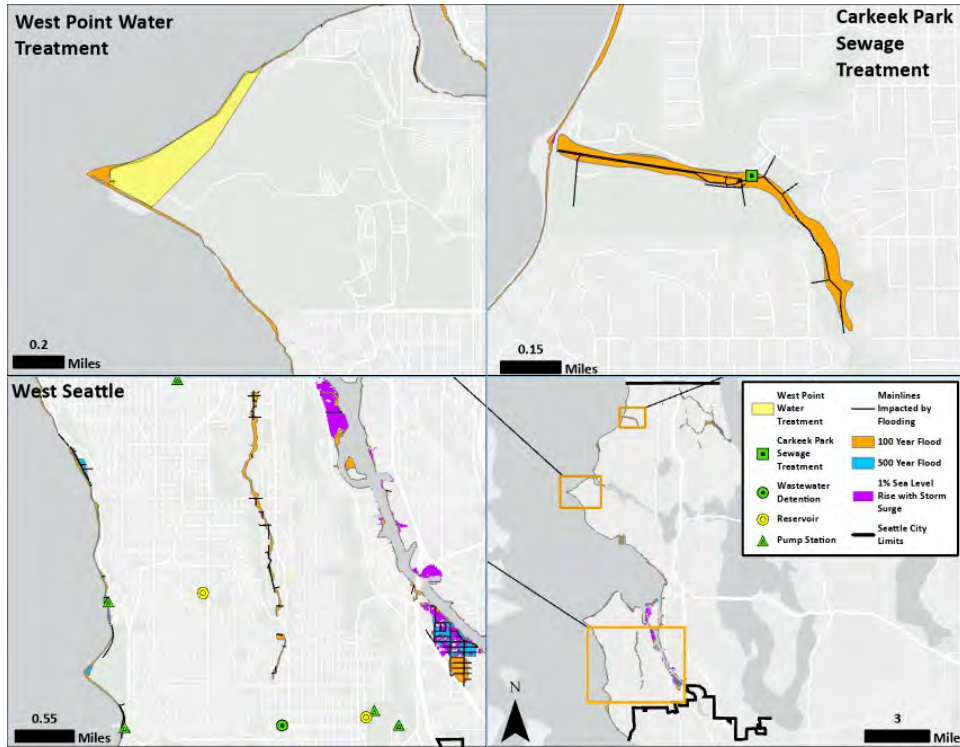 West Point Water
Treatment
0.2
Miles
Carkeek Park
Sewage
Treatment
0.15
Miles
West Seattle
0.55
Miles
West Point
Water
Treatment
Carkeek Park
Sewage
Treatment
Wastewater
Detention
Reservoir
Pump Station
Mainlines
Impacted by
Flooding
100 Year Flood
500 Year Flood
1% Sea Level
Rise with Storm
Surge
Seattle City
Limits
N
3
Miles